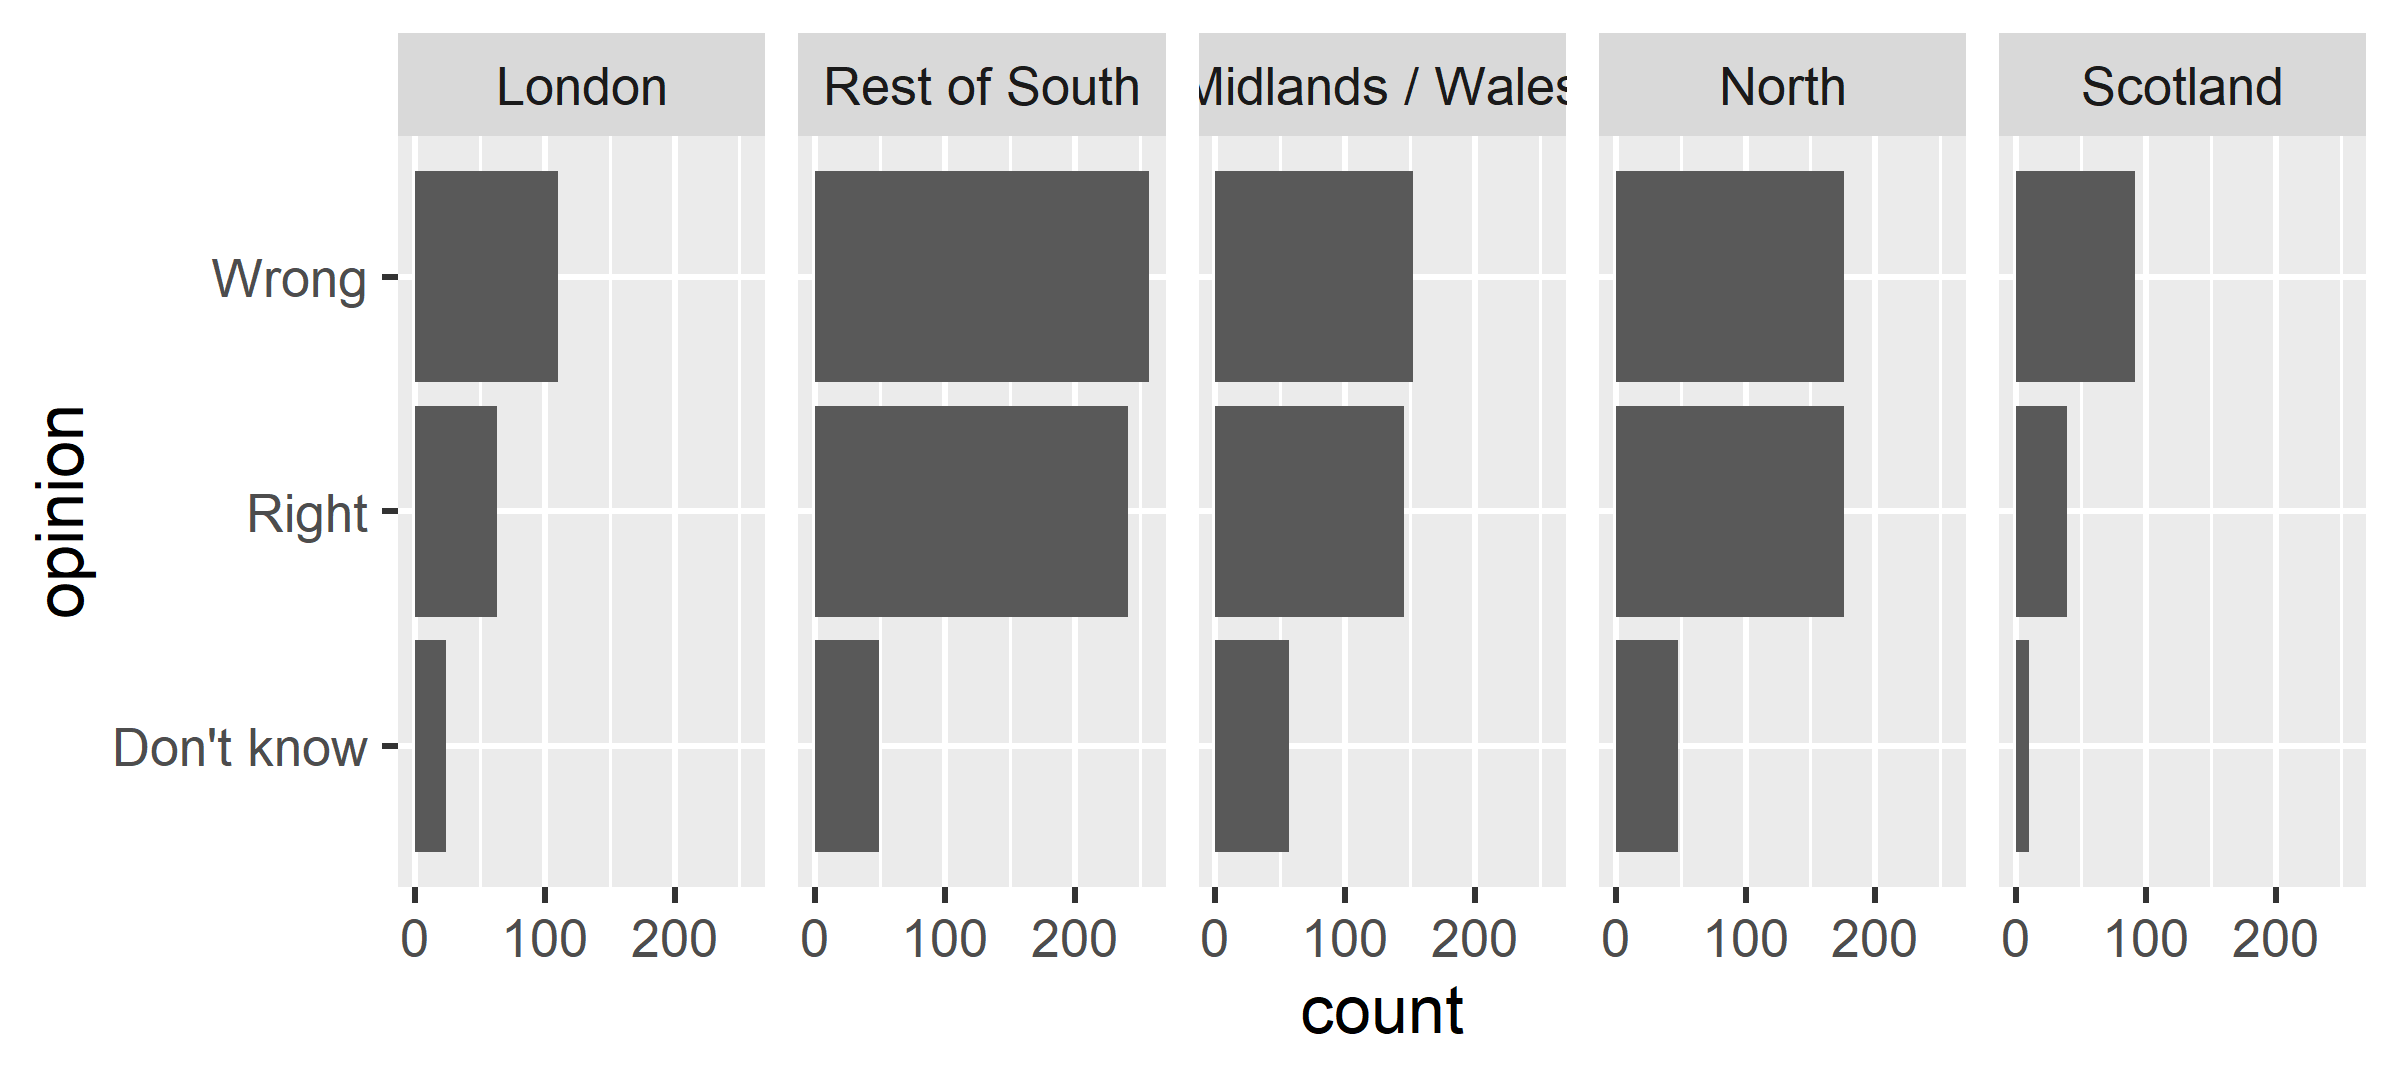 London Rest of South Midlands / Wales North Scotland
Wrong
Right
Don't know
opinion
0 100 200 0 100 200 0 100 200 0 100 200 0 100 200
count